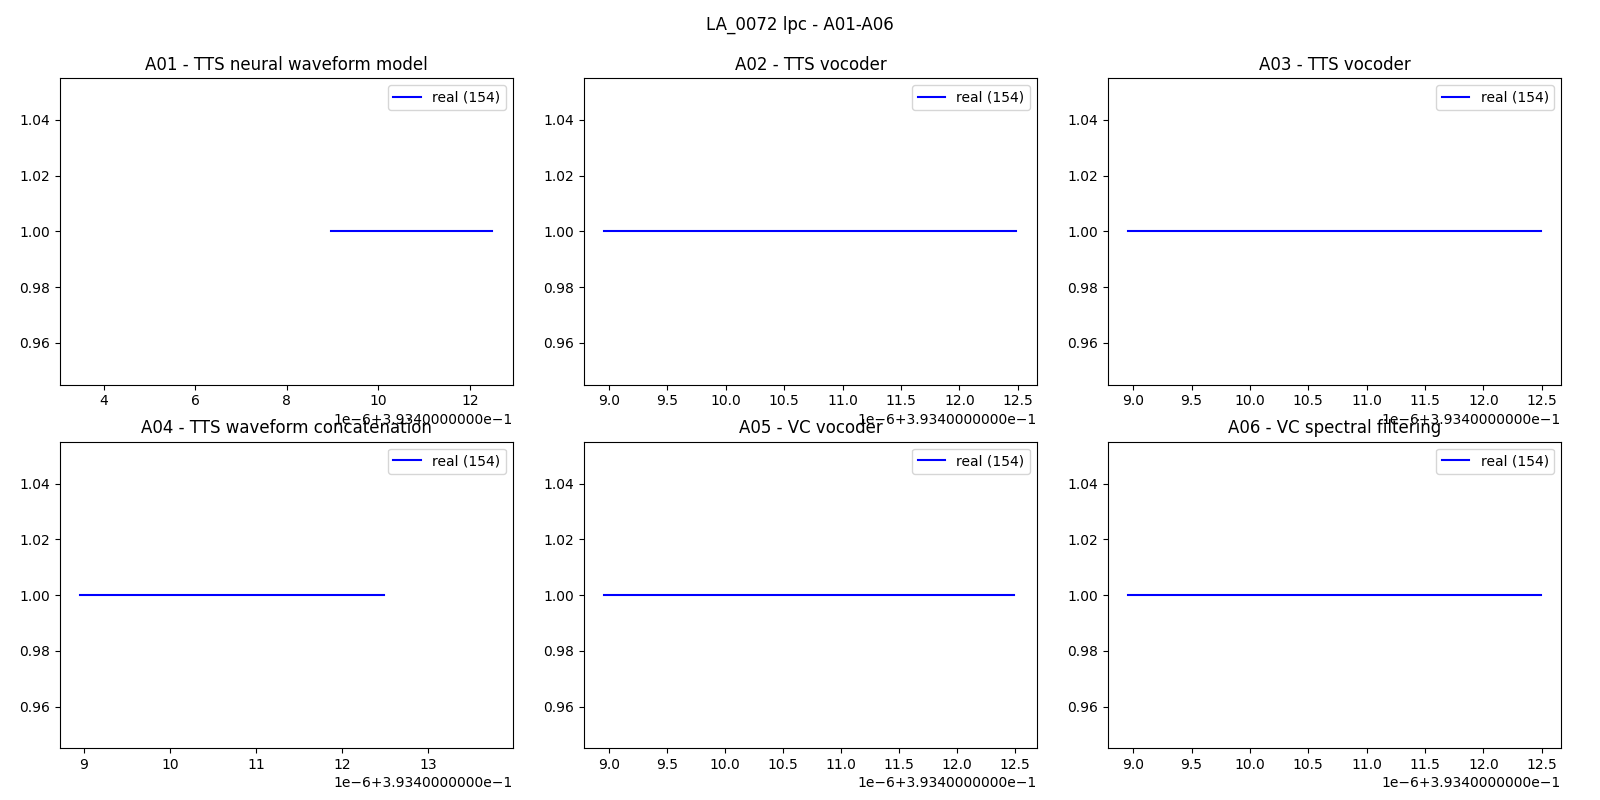 LA_0072 lpc - A01-A06
A01 - TTS neural waveform model
A02 - TTS vocoder
A03 - TTS vocoder
real (154)
real (154)
real (154)
1.04
1.02
1.00
0.98
0.96
1.04
1.02
1.00
0.98
0.96
1.04
1.02
1.00
0.98
0.96
4 6 8 10 12
9.0 9.5 10.0 10.5 11.0 11.5 12.0 12.5
9.0 9.5 10.0 10.5 11.0 11.5 12.0 12.5
1e−6+3.9340000000e−1
1e−6+3.9340000000e−1
1e−6+3.9340000000e−1
A04 - TTS waveform concatenation
A05 - VC vocoder
A06 - VC spectral filtering
real (154)
real (154)
real (154)
1.04
1.02
1.00
0.98
0.96
1.04
1.02
1.00
0.98
0.96
1.04
1.02
1.00
0.98
0.96
9 10 11 12 13
9.0 9.5 10.0 10.5 11.0 11.5 12.0 12.5
9.0 9.5 10.0 10.5 11.0 11.5 12.0 12.5
1e−6+3.9340000000e−1
1e−6+3.9340000000e−1
1e−6+3.9340000000e−1